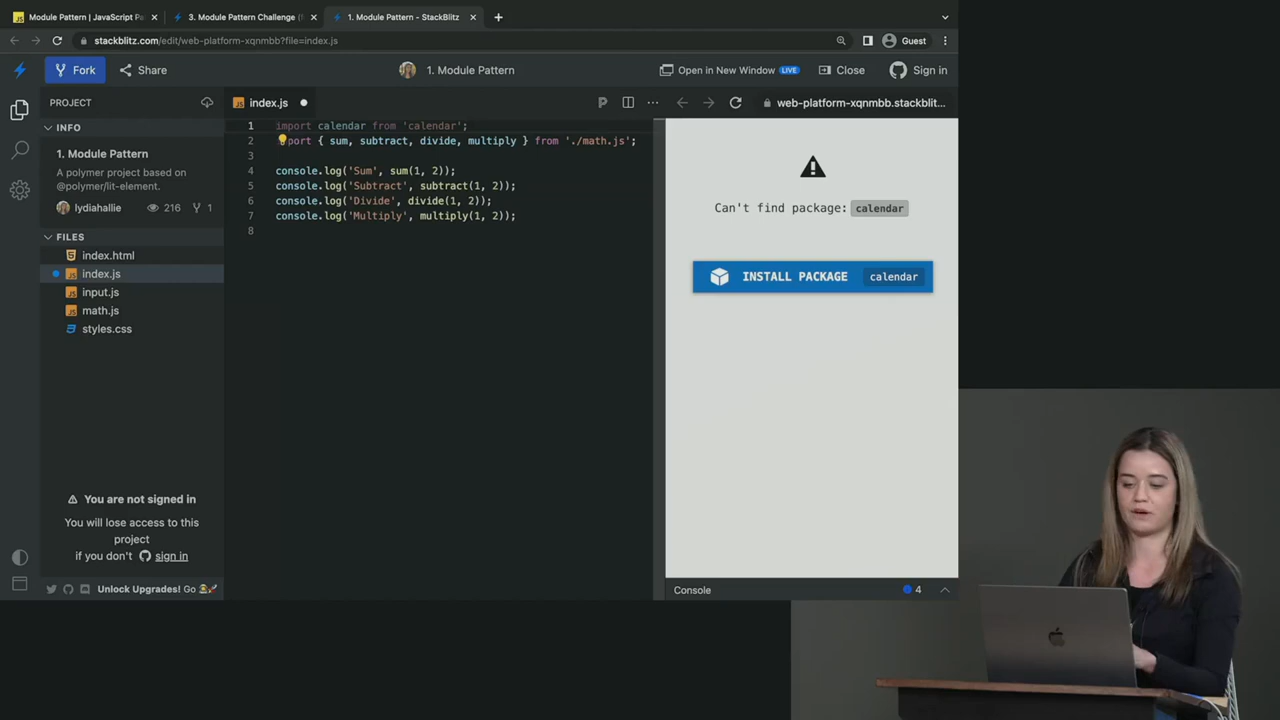 Module Pattern | JavaScript Pa
3. Module Pattern Challenge (
1. Module Pattern - StackBlitz
stackblitz.com/edit/web-platform-xqnmbb?file=index.js
Guest
Fork
Share
1. Module Pattern
Open in New Window LIVE
Close
Sign in
PROJECT
INFO
1. Module Pattern
A polymer project based on
@polymer/lit-element.
lydiahallie 216 1
FILES
index.html
index.js
input.js
math.js
styles.css
You are not signed in
You will lose access to this
project
if you don't sign in
Unlock Upgrades! Go
index.js
1 import calendar from 'calendar';
2 port { sum, subtract, divide, multiply } from './math.js';
3
4 console.log('Sum', sum(1, 2));
5 console.log('Subtract', subtract(1, 2));
6 console.log('Divide', divide(1, 2));
7 console.log('Multiply', multiply(1, 2));
8
web-platform-xqnmbb.stackblit...
Can't find package: calendar
INSTALL PACKAGE calendar
Console
4